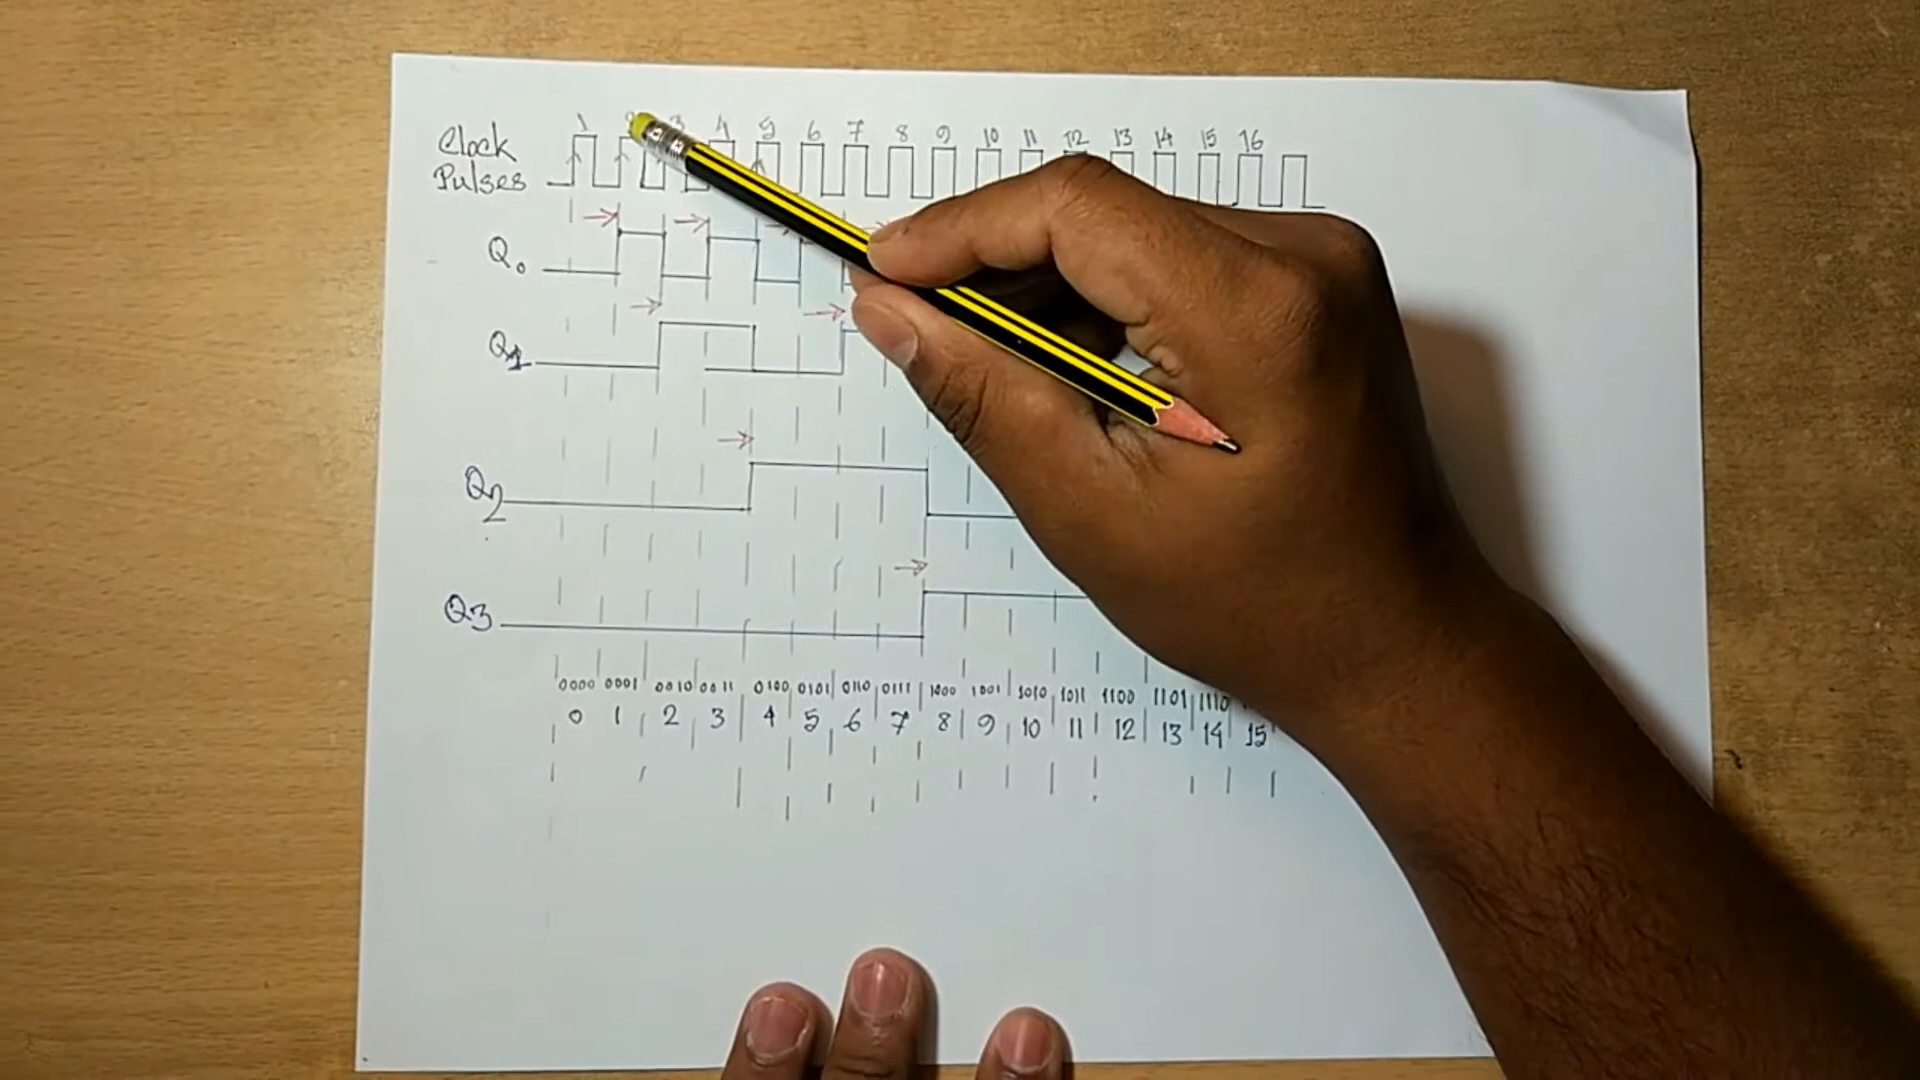 1 2 3 4 5 6 7 8 9 10 11 12 13 14 15 16
Clock
Pulses
Q0
Q1
Q2
Q3
0000 0001 0010 0011 0100 0101 0110 0111 1000 1001 1010 1011 1100 1101 1110
0 1 2 3 4 5 6 7 8 9 10 11 12 13 14 15